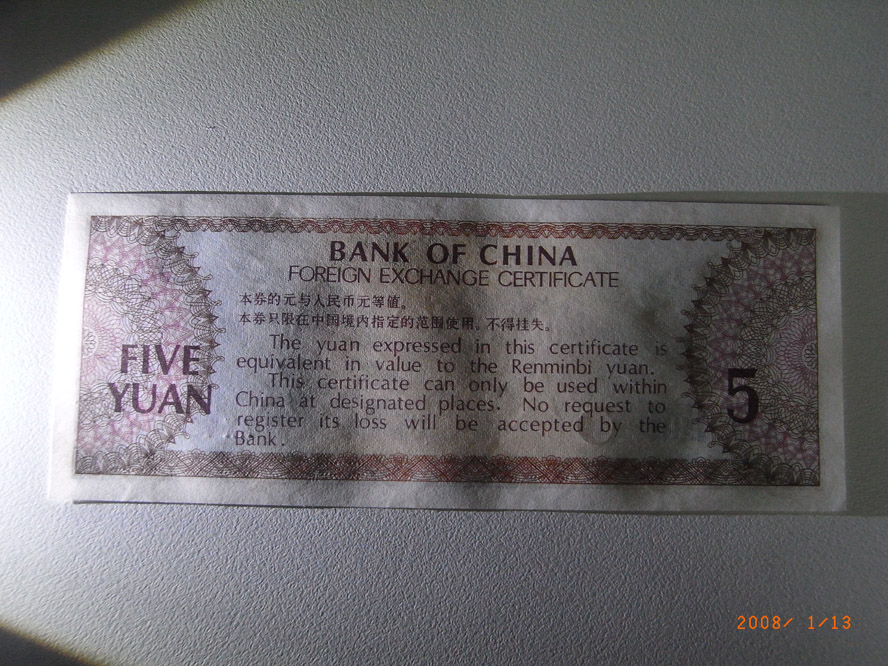 BANK OF CHINA
FOREIGN EXCHANGE CERTIFICATE
本券的元与人民币元等值。
本券只限在中国境内指定的范围使用，不得挂失。
The yuan expressed in this certificate is
equivalent in value to the Renminbi yuan.
This certificate can only be used within
China at designated places. No request to
register its loss will be accepted by the
Bank.
FIVE
YUAN
5
2008/ 1/13